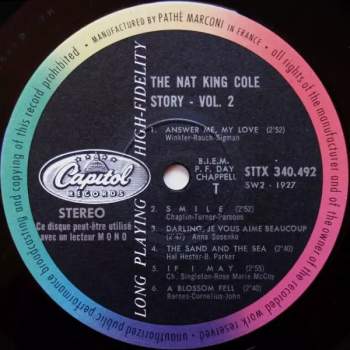 MANUFACTURED BY PATHÉ MARCONI IN FRANCE
all rights of the manufacturer and of the owner of the recorded work reserved
unauthorized public performance broadcasting and copying of this record prohibited
LONG PLAYING HIGH-FIDELITY
THE NAT KING COLE
STORY - VOL. 2
1. ANSWER ME, MY LOVE (2'52)
Winkler-Rauch-Sigman
Capitol
RECORDS
B.I.E.M.
P. F. DAY
CHAPPELL
T
STTX 340.492
SW2 - 1927
STEREO
Ce disque peut-être utilisé
avec un lecteur MONO
2. SMILE (2'52)
Chaplin-Turner-Parsons
3. DARLING, JE VOUS AIME BEAUCOUP
(2'47) Anna Sosenko
4. THE SAND AND THE SEA (2'40)
Hal Hester-B. Parker
5. IF I MAY (2'55)
Ch. Singleton-Rose Marie McCoy
6. A BLOSSOM FELL (2'40)
Barnes-Cornelius-John